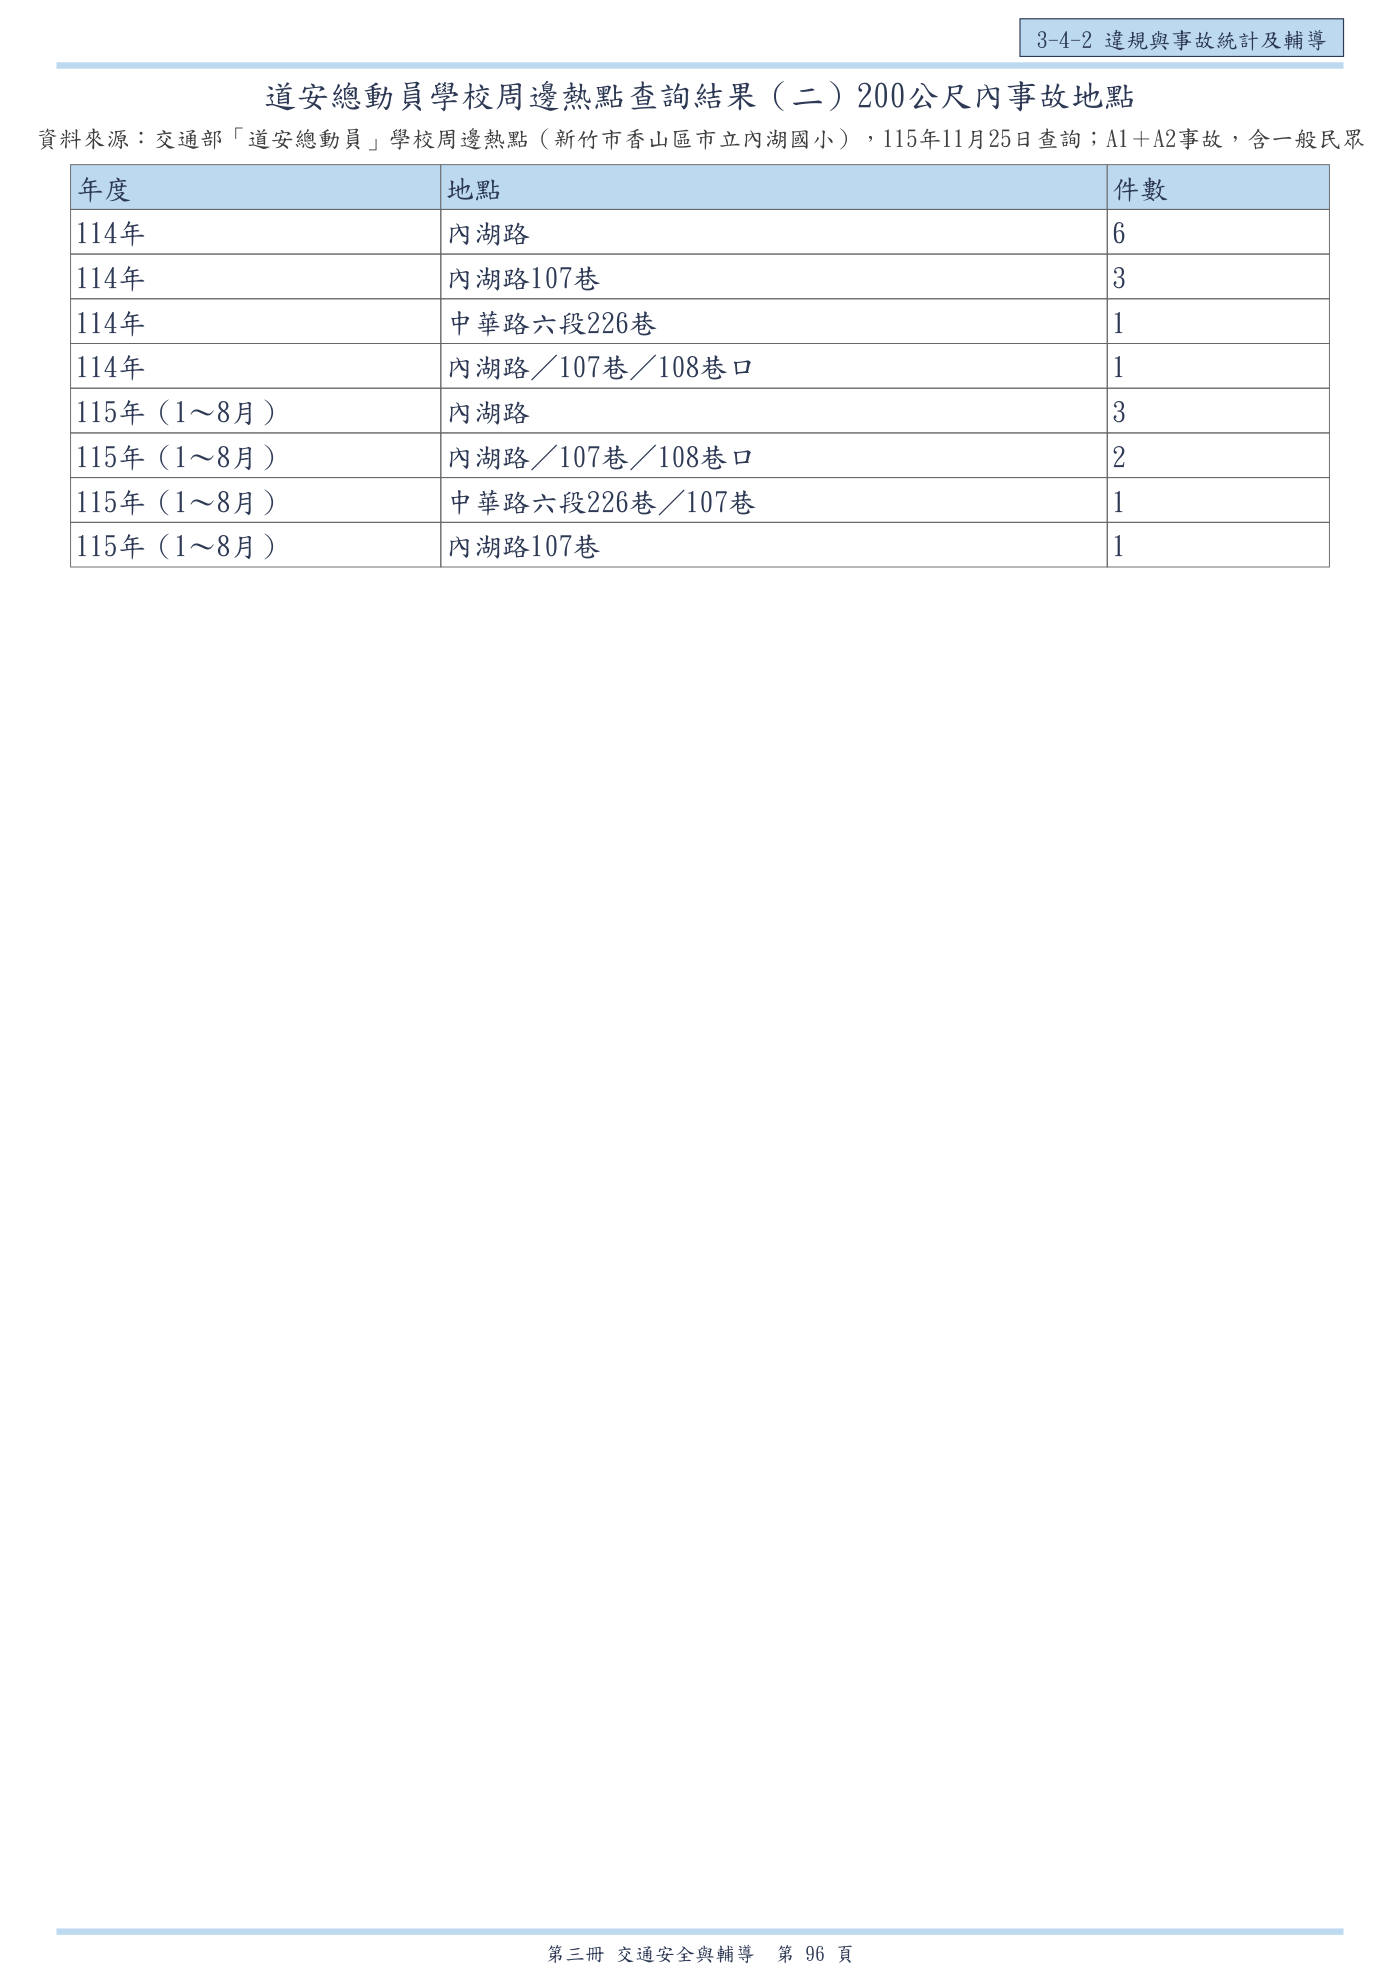 3-4-2 違規與事故統計及輔導
道安總動員學校周邊熱點查詢結果（二）200公尺內事故地點
資料來源：交通部「道安總動員」學校周邊熱點（新竹市香山區市立內湖國小），115年11月25日查詢；A1＋A2事故，含一般民眾
年度 地點 件數
114年 內湖路 6
114年 內湖路107巷 3
114年 中華路六段226巷 1
114年 內湖路／107巷／108巷口 1
115年（1～8月） 內湖路 3
115年（1～8月） 內湖路／107巷／108巷口 2
115年（1～8月） 中華路六段226巷／107巷 1
115年（1～8月） 內湖路107巷 1
第三冊 交通安全與輔導　第 96 頁